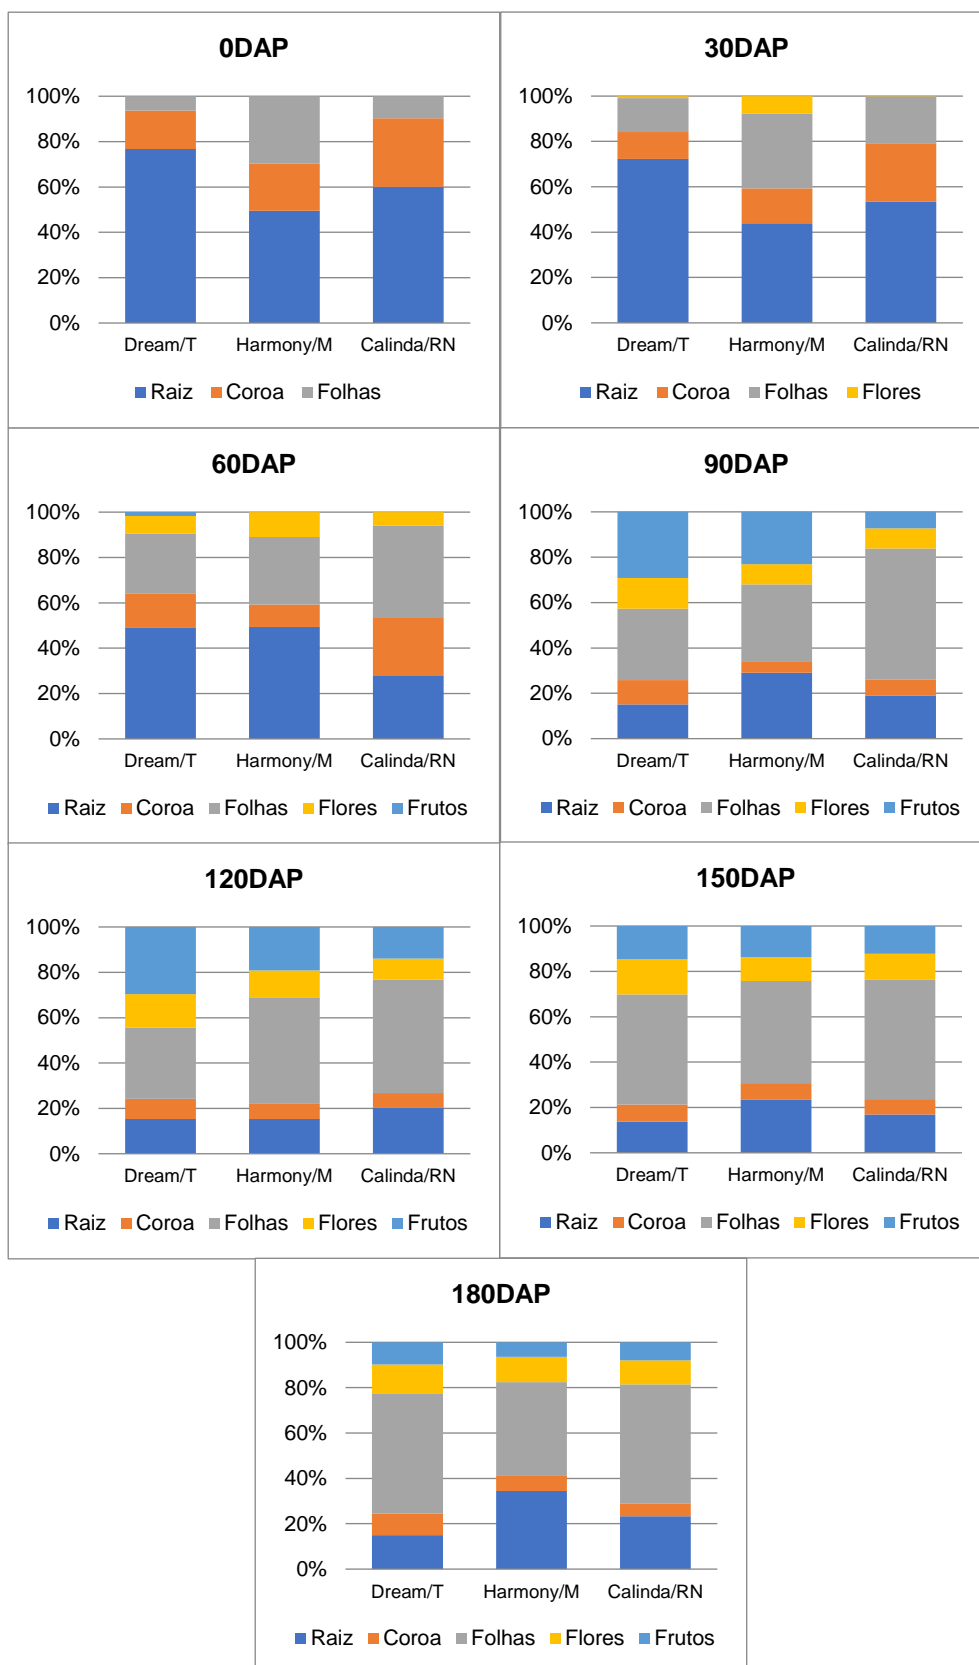 0DAP
100%
80%
60%
40%
20%
0%
Dream/T Harmony/M Calinda/RN
Raiz Coroa Folhas
30DAP
100%
80%
60%
40%
20%
0%
Dream/T Harmony/M Calinda/RN
Raiz Coroa Folhas Flores
60DAP
100%
80%
60%
40%
20%
0%
Dream/T Harmony/M Calinda/RN
Raiz Coroa Folhas Flores Frutos
90DAP
100%
80%
60%
40%
20%
0%
Dream/T Harmony/M Calinda/RN
Raiz Coroa Folhas Flores Frutos
120DAP
100%
80%
60%
40%
20%
0%
Dream/T Harmony/M Calinda/RN
Raiz Coroa Folhas Flores Frutos
150DAP
100%
80%
60%
40%
20%
0%
Dream/T Harmony/M Calinda/RN
Raiz Coroa Folhas Flores Frutos
180DAP
100%
80%
60%
40%
20%
0%
Dream/T Harmony/M Calinda/RN
Raiz Coroa Folhas Flores Frutos